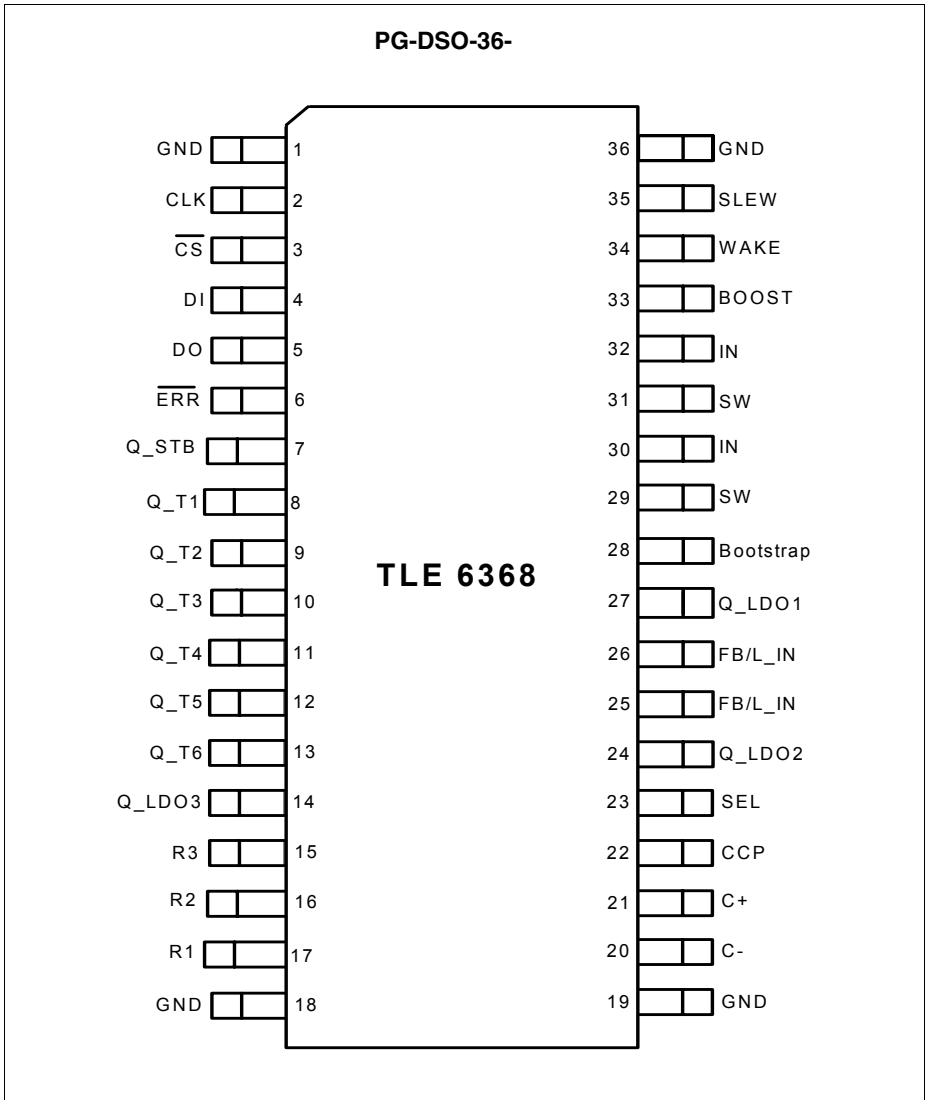 PG-DSO-36-
GND 1 36 GND
CLK 2 35 SLEW
CS 3 34 WAKE
DI 4 33 BOOST
DO 5 32 IN
ERR 6 31 SW
Q_STB 7 30 IN
Q_T1 8 29 SW
Q_T2 9 28 Bootstrap
TLE 6368
Q_T3 10 27 Q_LDO1
Q_T4 11 26 FB/L_IN
Q_T5 12 25 FB/L_IN
Q_T6 13 24 Q_LDO2
Q_LDO3 14 23 SEL
R3 15 22 CCP
R2 16 21 C+
R1 17 20 C-
GND 18 19 GND